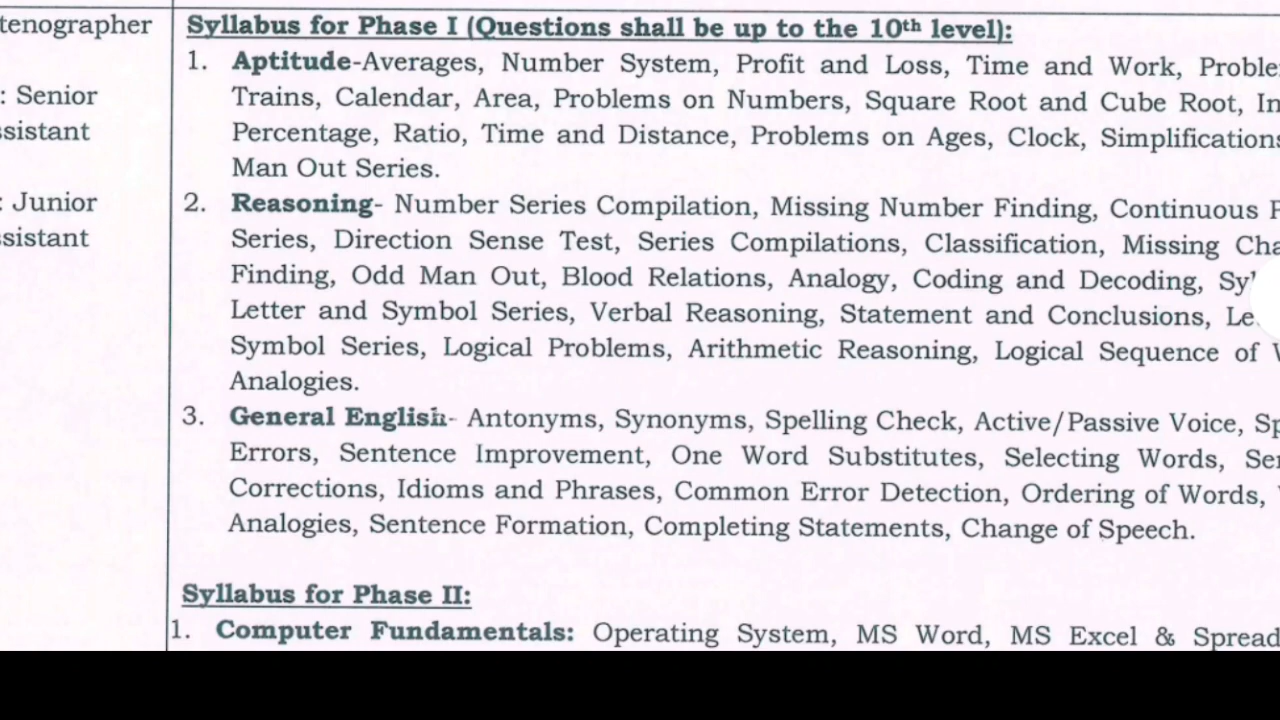 tenographer
: Senior
ssistant
: Junior
ssistant
Syllabus for Phase I (Questions shall be up to the 10th level):
1. Aptitude-Averages, Number System, Profit and Loss, Time and Work,
Trains, Calendar, Area, Problems on Numbers, Square Root and Cube Root,
Percentage, Ratio, Time and Distance, Problems on Ages, Clock, Simplifications
Man Out Series.
2. Reasoning- Number Series Compilation, Missing Number Finding, Continuous
Series, Direction Sense Test, Series Compilations, Classification, Missing
Finding, Odd Man Out, Blood Relations, Analogy, Coding and Decoding,
Letter and Symbol Series, Verbal Reasoning, Statement and Conclusions,
Symbol Series, Logical Problems, Arithmetic Reasoning, Logical Sequence of
Analogies.
3. General English- Antonyms, Synonyms, Spelling Check, Active/Passive Voice,
Errors, Sentence Improvement, One Word Substitutes, Selecting Words,
Corrections, Idioms and Phrases, Common Error Detection, Ordering of Words,
Analogies, Sentence Formation, Completing Statements, Change of Speech.
Syllabus for Phase II:
1. Computer Fundamentals: Operating System, MS Word, MS Excel & Spread